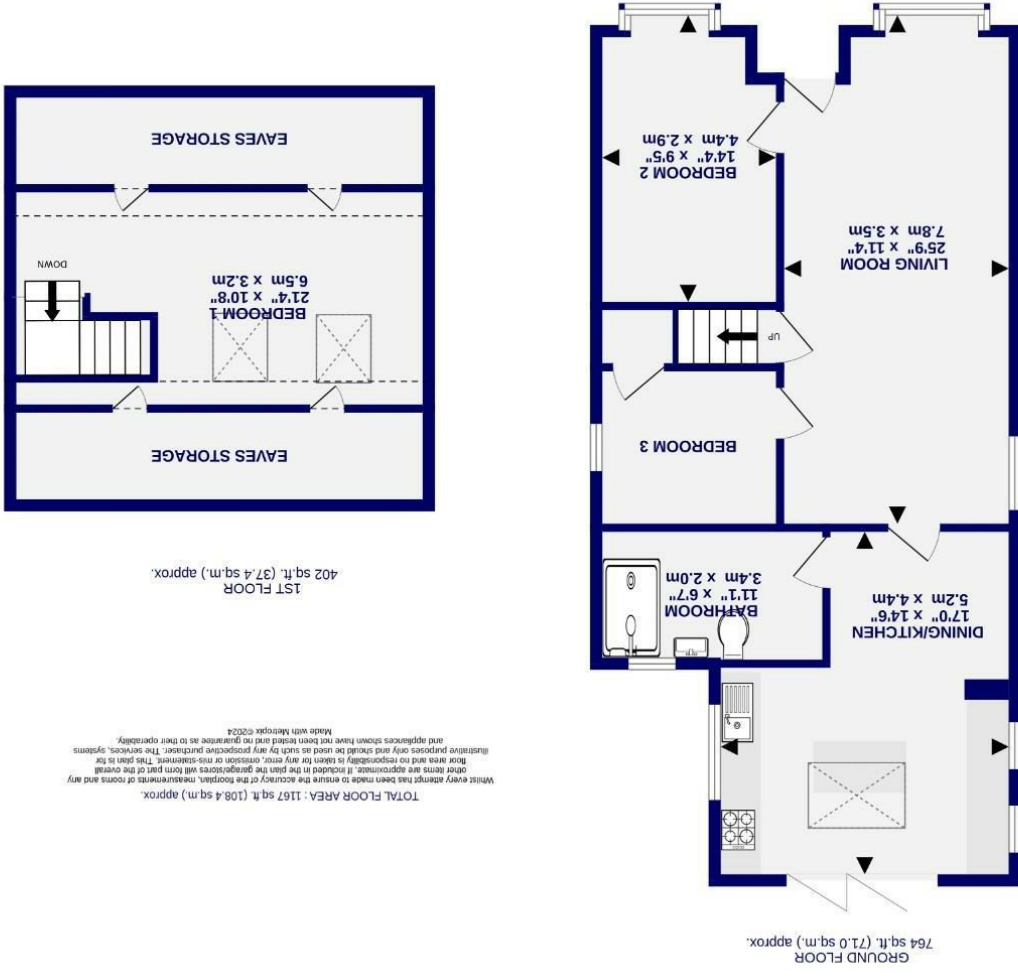 GROUND FLOOR
764 sq.ft. (71.0 sq.m.) approx.
DINING/KITCHEN
17'0" x 14'6"
5.2m x 4.4m
BATHROOM
11'1" x 6'7"
3.4m x 2.0m
BEDROOM 3
UP
LIVING ROOM
25'9" x 11'4"
7.8m x 3.5m
BEDROOM 2
14'4" x 9'5"
4.4m x 2.9m
1ST FLOOR
402 sq.ft. (37.4 sq.m.) approx.
EAVES STORAGE
BEDROOM 1
21'4" x 10'8"
6.5m x 3.2m
DOWN
EAVES STORAGE
TOTAL FLOOR AREA : 1167 sq.ft. (108.4 sq.m.) approx.
Whilst every attempt has been made to ensure the accuracy of the floorplan, measurements of rooms and any
other items are approximate. If included in the plan the garage/stores will form part of the overall
floor area and no responsibility is taken for any error, omission or mis-statement. This plan is for
illustrative purposes only and should be used as such by any prospective purchaser. The services, systems
and appliances shown have not been tested and no guarantee as to their operability.
Made with Metropix ©2024